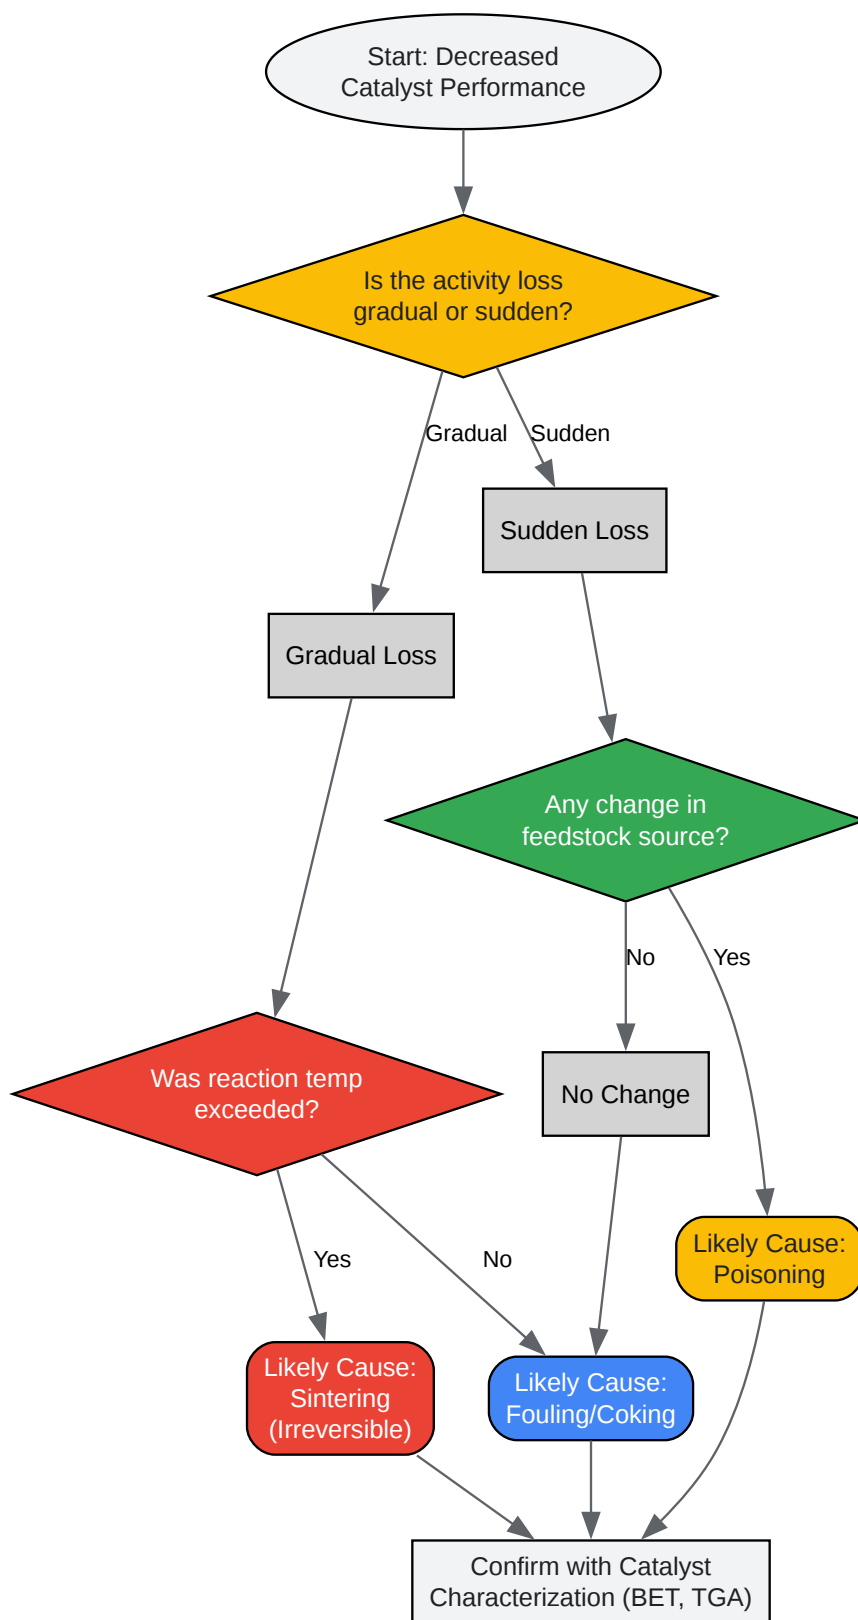 Start: Decreased
Catalyst Performance
Is the activity loss
gradual or sudden?
Gradual
Sudden
Sudden Loss
Gradual Loss
Any change in
feedstock source?
No
Yes
Was reaction temp
exceeded?
No Change
Yes
No
Likely Cause:
Poisoning
Likely Cause:
Sintering
(Irreversible)
Likely Cause:
Fouling/Coking
Confirm with Catalyst
Characterization (BET, TGA)